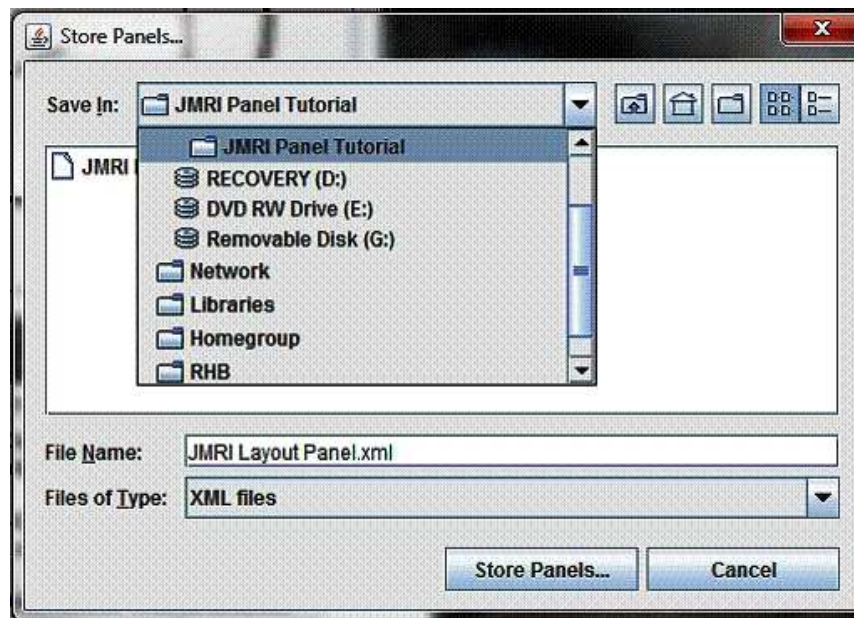 Store Panels...
Save In: JMRI Panel Tutorial
JMRI Panel Tutorial
JMRI
RECOVERY (D:)
DVD RW Drive (E:)
Removable Disk (G:)
Network
Libraries
Homegroup
RHB
File Name: JMRI Layout Panel.xml
Files of Type: XML files
Store Panels... Cancel